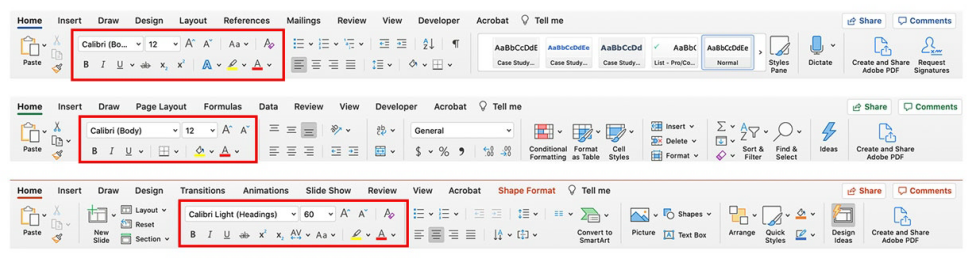 Home Insert Draw Design Layout References Mailings Review View Developer Acrobat Tell me Share Comments
Calibri (Bo... 12 A A Aa A
Paste B I U ab x₂ x² A A
AaBbCcDdE AaBbCcDdEe AaBbCcDd AaBb( AaBbCcDdEe
Case Study... Case Study... Case Study... List - Pro/Co... Normal
Styles Pane Dictate Create and Share Adobe PDF Request Signatures
Home Insert Draw Page Layout Formulas Data Review View Developer Acrobat Tell me Share Comments
Calibri (Body) 12 A A ab General Insert
Paste B I U A $ % Conditional Formatting Format as Table Cell Styles Delete Format
Sort & Filter Find & Select Ideas Create and Share Adobe PDF
Home Insert Draw Design Transitions Animations Slide Show Review View Acrobat Shape Format Tell me Share Comments
Calibri Light (Headings) 60 A A A
Paste New Slide Layout Reset Section
B I U ab x² x₂ AV Aa A
Convert to SmartArt Picture Shapes Text Box Arrange Quick Styles Design Ideas Create and Share Adobe PDF